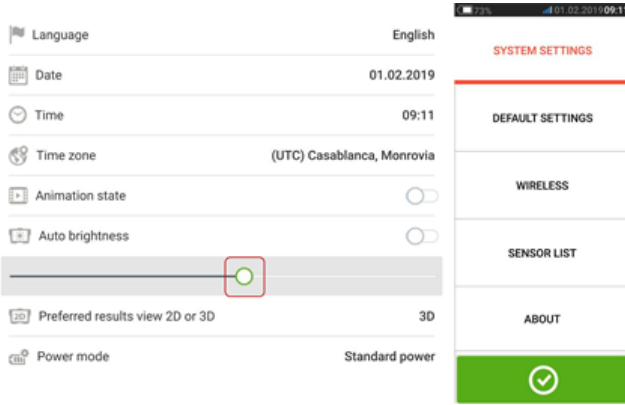 Language English
Date 01.02.2019
Time 09:11
Time zone (UTC) Casablanca, Monrovia
Animation state
Auto brightness
2D Preferred results view 2D or 3D 3D
Power mode Standard power
73% 01.02.2019 09:11
SYSTEM SETTINGS
DEFAULT SETTINGS
WIRELESS
SENSOR LIST
ABOUT